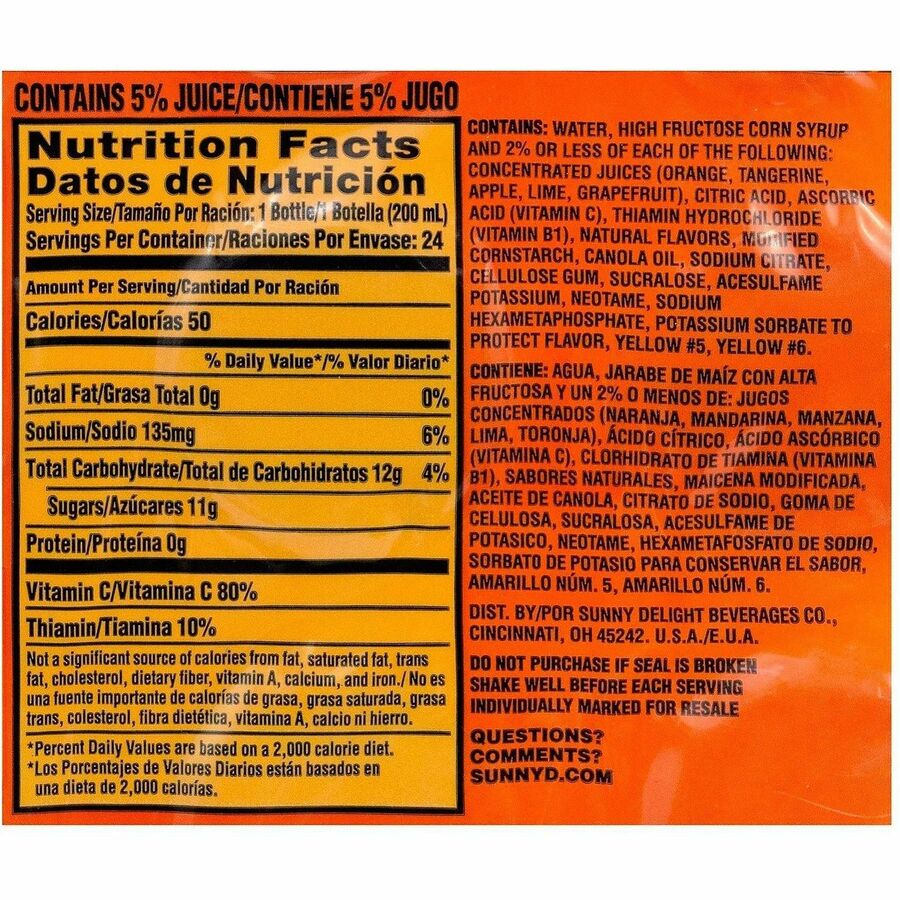 CONTAINS 5% JUICE/CONTIENE 5% JUGO
Nutrition Facts
Datos de Nutrición
Serving Size/Tamaño Por Ración: 1 Bottle/1 Botella (200 mL)
Servings Per Container/Raciones Por Envase: 24
Amount Per Serving/Cantidad Por Ración
Calories/Calorías 50
% Daily Value*/% Valor Diario*
Total Fat/Grasa Total 0g 0%
Sodium/Sodio 135mg 6%
Total Carbohydrate/Total de Carbohidratos 12g 4%
Sugars/Azúcares 11g
Protein/Proteína 0g
Vitamin C/Vitamina C 80%
Thiamin/Tiamina 10%
Not a significant source of calories from fat, saturated fat, trans
fat, cholesterol, dietary fiber, vitamin A, calcium, and iron./ No es
una fuente importante de calorías de grasa, grasa saturada, grasa
trans, colesterol, fibra dietética, vitamina A, calcio ni hierro.
*Percent Daily Values are based on a 2,000 calorie diet.
*Los Porcentajes de Valores Diarios están basados en
una dieta de 2,000 calorías.
CONTAINS: WATER, HIGH FRUCTOSE CORN SYRUP
AND 2% OR LESS OF EACH OF THE FOLLOWING:
CONCENTRATED JUICES (ORANGE, TANGERINE,
APPLE, LIME, GRAPEFRUIT), CITRIC ACID, ASCORBIC
ACID (VITAMIN C), THIAMIN HYDROCHLORIDE
(VITAMIN B1), NATURAL FLAVORS, MODIFIED
CORNSTARCH, CANOLA OIL, SODIUM CITRATE,
CELLULOSE GUM, SUCRALOSE, ACESULFAME
POTASSIUM, NEOTAME, SODIUM
HEXAMETAPHOSPHATE, POTASSIUM SORBATE TO
PROTECT FLAVOR, YELLOW #5, YELLOW #6.
CONTIENE: AGUA, JARABE DE MAÍZ CON ALTA
FRUCTOSA Y UN 2% O MENOS DE: JUGOS
CONCENTRADOS (NARANJA, MANDARINA, MANZANA,
LIMA, TORONJA), ÁCIDO CÍTRICO, ÁCIDO ASCÓRBICO
(VITAMINA C), CLORHIDRATO DE TIAMINA (VITAMINA
B1), SABORES NATURALES, MAICENA MODIFICADA,
ACEITE DE CANOLA, CITRATO DE SODIO, GOMA DE
CELULOSA, SUCRALOSA, ACESULFAME DE
POTASICO, NEOTAME, HEXAMETAFOSFATO DE SODIO,
SORBATO DE POTASIO PARA CONSERVAR EL SABOR,
AMARILLO NÚM. 5, AMARILLO NÚM. 6.
DIST. BY/POR SUNNY DELIGHT BEVERAGES CO.,
CINCINNATI, OH 45242. U.S.A./E.U.A.
DO NOT PURCHASE IF SEAL IS BROKEN
SHAKE WELL BEFORE EACH SERVING
INDIVIDUALLY MARKED FOR RESALE
QUESTIONS?
COMMENTS?
SUNNYD.COM